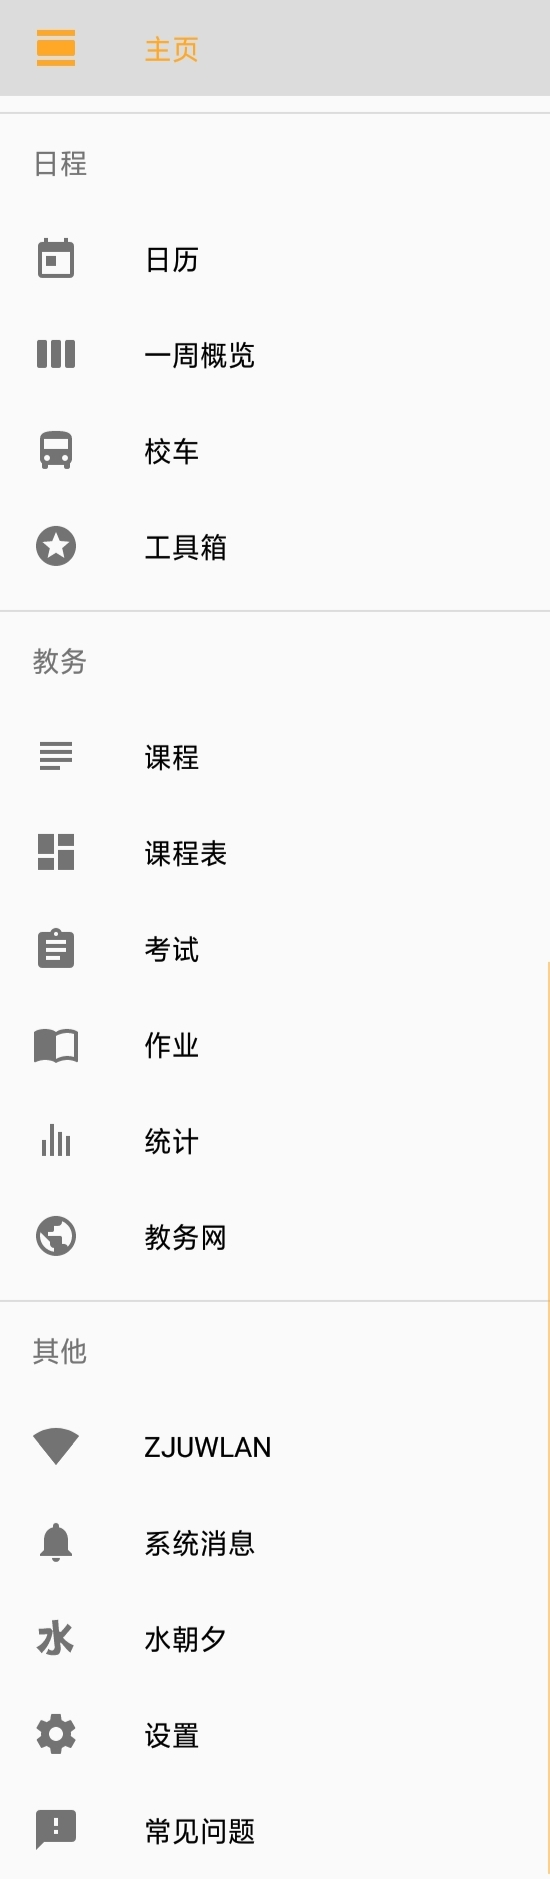 主页
日程
日历
一周概览
校车
工具箱
教务
课程
课程表
考试
作业
统计
教务网
其他
ZJUWLAN
系统消息
水 水朝夕
设置
常见问题